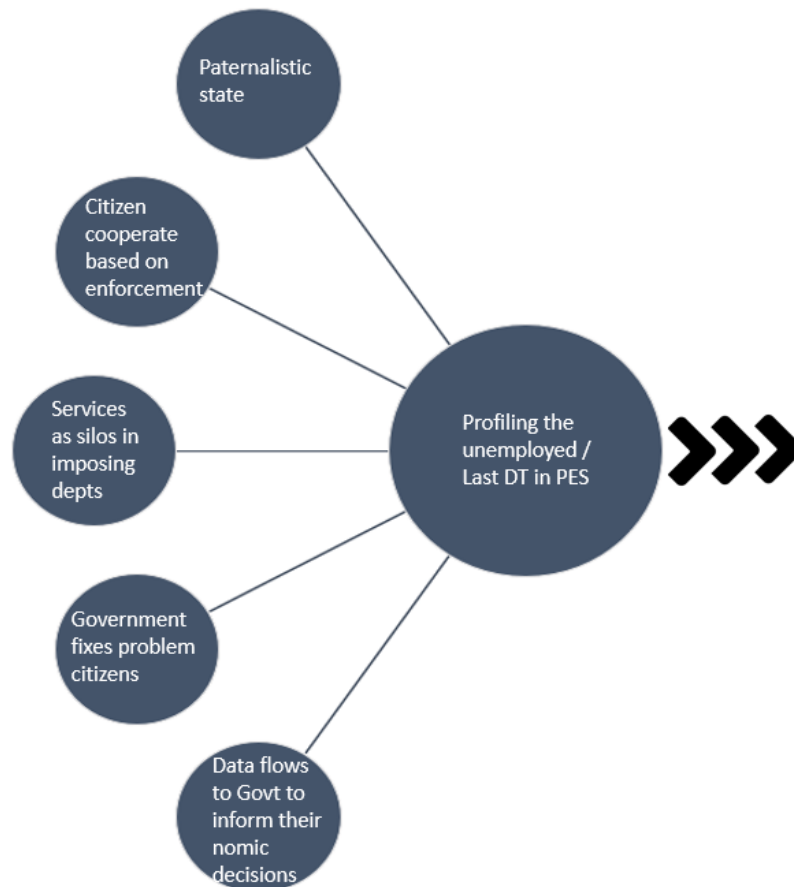 Paternalistic
state
Citizen
cooperate
based on
enforcement
Services
as silos in
imposing
depts
Profiling the
unemployed /
Last DT in PES
Government
fixes problem
citizens
Data flows
to Govt to
inform their
nomic
decisions